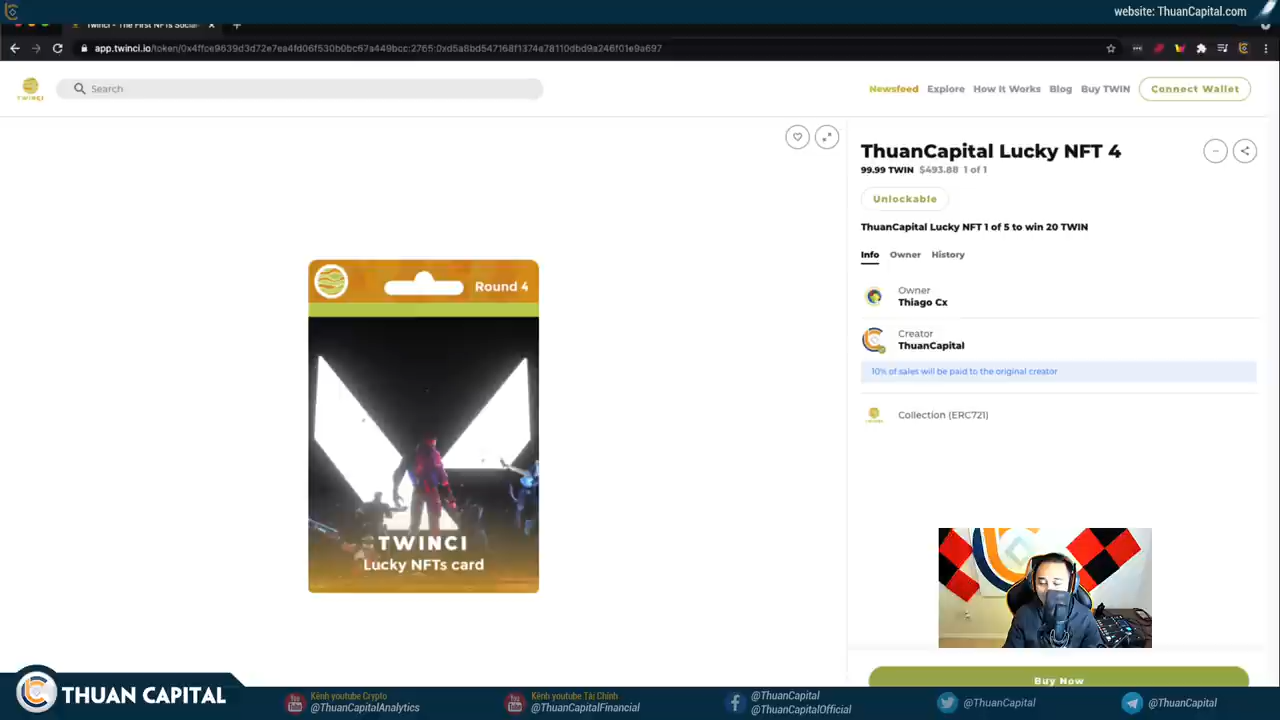 website: ThuanCapital.com
Twinci - The First NFTs Social
app.twinci.io/token/0x4ffce9639d3d72e7ea4fd06f530b0bc67a449bcc:2765:0xd5a8bd547168f1374e78110dbd9a246f01e9a697
TWINCI
Search
Newsfeed Explore How It Works Blog Buy TWIN Connect Wallet
ThuanCapital Lucky NFT 4
99.99 TWIN $493.88 1 of 1
Unlockable
ThuanCapital Lucky NFT 1 of 5 to win 20 TWIN
Info Owner History
Owner
Thiago Cx
Creator
ThuanCapital
10% of sales will be paid to the original creator
Collection (ERC721)
Round 4
TWINCI
Lucky NFTs card
Buy Now
THUAN CAPITAL
Kênh youtube Crypto
@ThuanCapitalAnalytics
Kênh youtube Tài Chính
@ThuanCapitalFinancial
@ThuanCapital
@ThuanCapitalOfficial
@ThuanCapital
@ThuanCapital